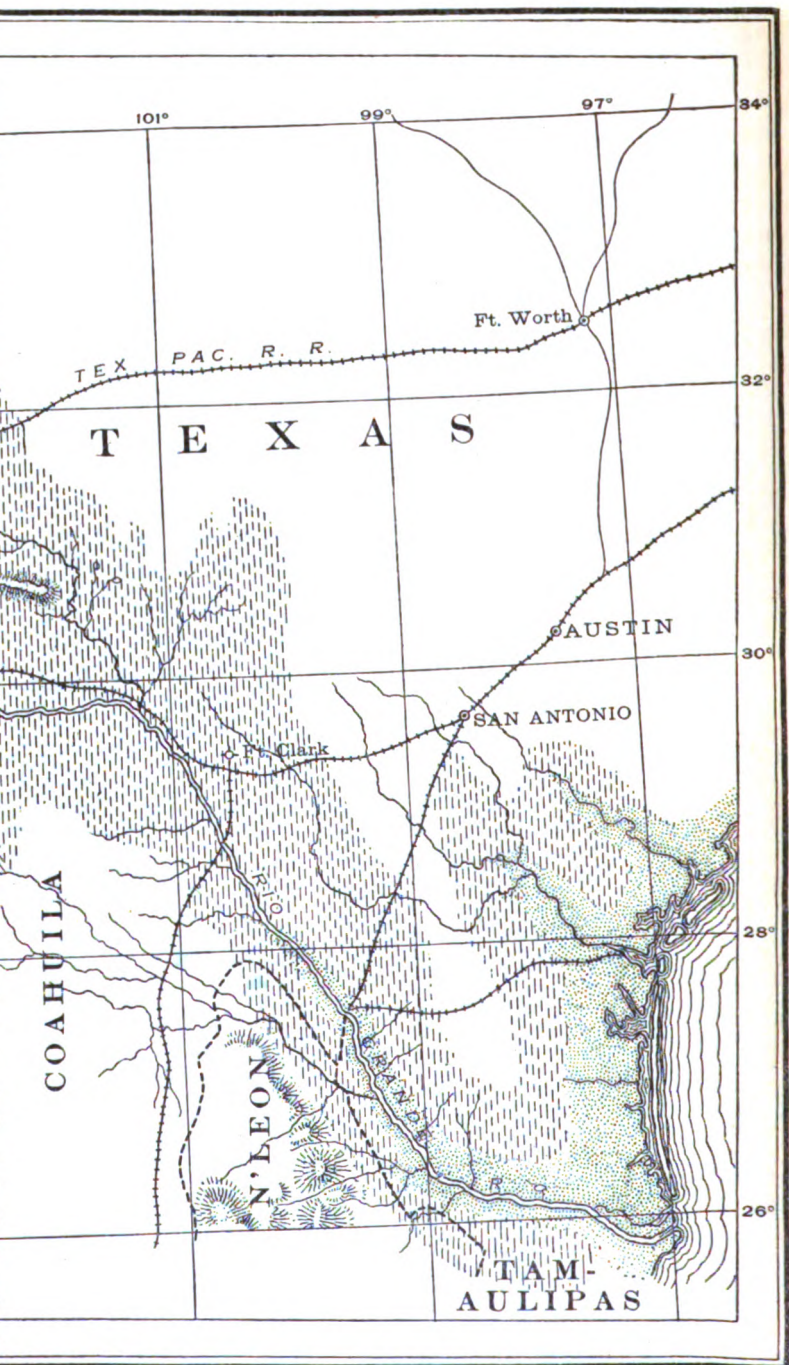 101° 99° 97° 34°
Ft. Worth
TEX PAC. R. R.
32°
TEXAS
AUSTIN
30°
SAN ANTONIO
Ft. Clark
RIO
COAHUILA
28°
GRANDE
N'LEON
R. R.
26°
TAM-
AULIPAS